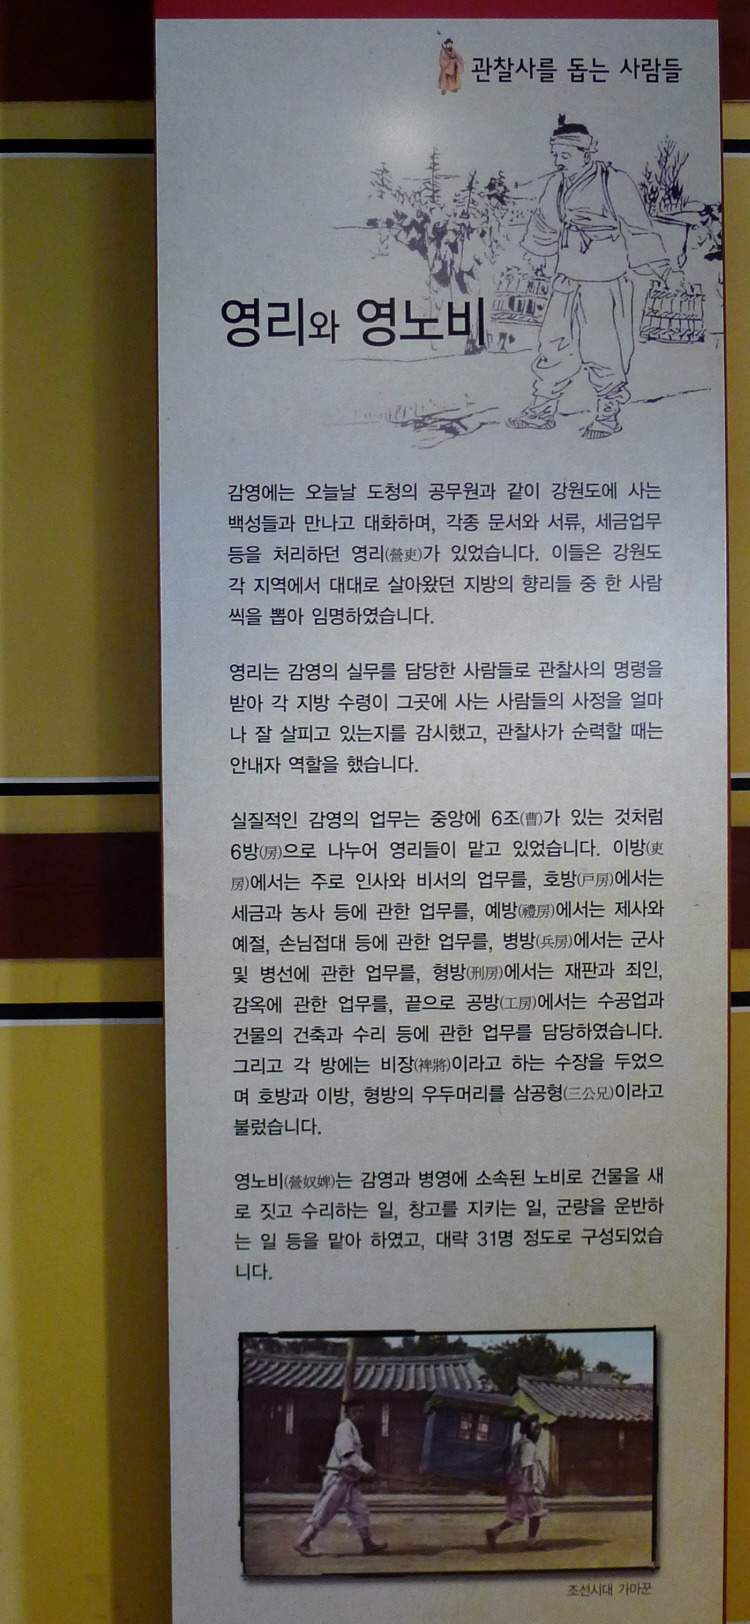 관찰사를 돕는 사람들
영리와 영노비
감영에는 오늘날 도청의 공무원과 같이 강원도에 사는
백성들과 만나고 대화하며, 각종 문서와 서류, 세금업무
등을 처리하던 영리(營吏)가 있었습니다. 이들은 강원도
각 지역에서 대대로 살아왔던 지방의 향리들 중 한 사람
씩을 뽑아 임명하였습니다.
영리는 감영의 실무를 담당한 사람들로 관찰사의 명령을
받아 각 지방 수령이 그곳에 사는 사람들의 사정을 얼마
나 잘 살피고 있는지를 감시했고, 관찰사가 순력할 때는
안내자 역할을 했습니다.
실질적인 감영의 업무는 중앙에 6조(曹)가 있는 것처럼
6방(房)으로 나누어 영리들이 맡고 있었습니다. 이방(吏
房)에서는 주로 인사와 비서의 업무를, 호방(戶房)에서는
세금과 농사 등에 관한 업무를, 예방(禮房)에서는 제사와
예절, 손님접대 등에 관한 업무를, 병방(兵房)에서는 군사
및 병선에 관한 업무를, 형방(刑房)에서는 재판과 죄인,
감옥에 관한 업무를, 끝으로 공방(工房)에서는 수공업과
건물의 건축과 수리 등에 관한 업무를 담당하였습니다.
그리고 각 방에는 비장(裨將)이라고 하는 수장을 두었으
며 호방과 이방, 형방의 우두머리를 삼공형(三公兄)이라고
불렀습니다.
영노비(營奴婢)는 감영과 병영에 소속된 노비로 건물을 새
로 짓고 수리하는 일, 창고를 지키는 일, 군량을 운반하
는 일 등을 맡아 하였고, 대략 31명 정도로 구성되었습
니다.
조선시대 가마꾼